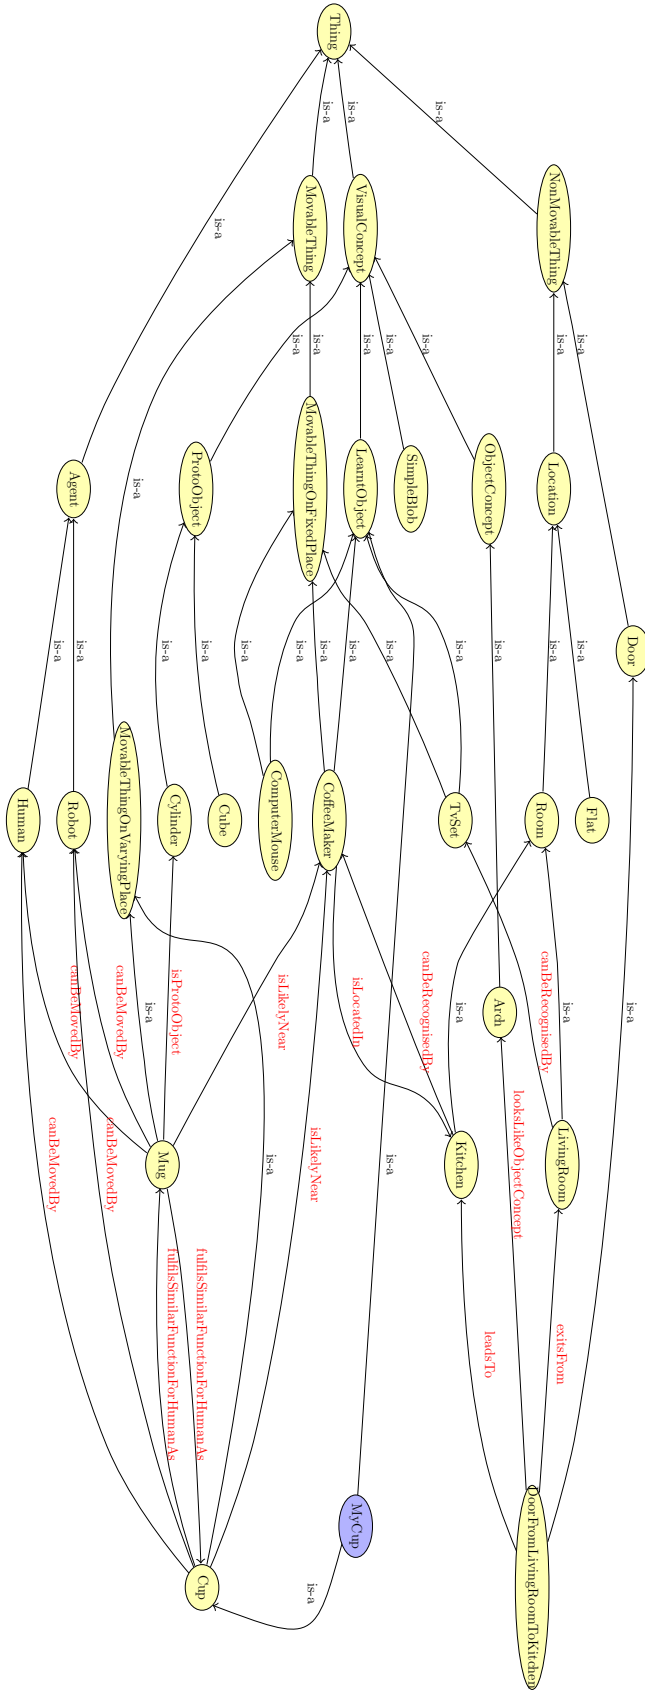 Thing
is-a
is-a
is-a
is-a
NonMovableThing
VisualConcept
MovableThing
is-a
is-a
is-a
is-a
is-a
is-a
is-a
is-a
Location
ObjectConcept
SimpleBlob
LearntObject
MovableThingOnFixedPlace
ProtoObject
Agent
Door
is-a
is-a
is-a
is-a
is-a
is-a
is-a
is-a
is-a
is-a
is-a
is-a
Flat
Room
TvSet
CoffeeMaker
ComputerMouse
Cube
Cylinder
MovableThingOnVaryingPlace
Robot
Human
is-a
is-a
canBeRecognisedBy
Arch
is-a
canBeRecognisedBy
isLocatedIn
isLikelyNear
isProtoObject
is-a
canBeMovedBy
canBeMovedBy
LivingRoom
looksLikeObjectConcept
Kitchen
is-a
isLikelyNear
is-a
Mug
canBeMovedBy
canBeMovedBy
exitsFrom
leadsTo
fulfilsSimilarFunctionForHumanAs
fulfilsSimilarFunctionForHumanAs
DoorFromLivingRoomToKitchen
MyCup
is-a
Cup